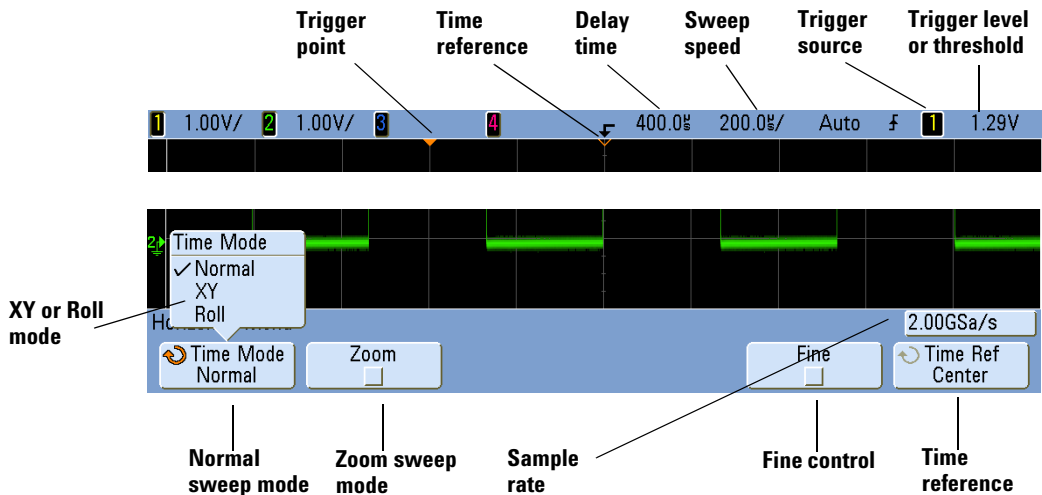 Trigger point
Time reference
Delay time
Sweep speed
Trigger source
Trigger level or threshold
1 1.00V/ 2 1.00V/ 3 4 400.0µs 200.0µs/ Auto 1 1.29V
2
Time Mode
✓ Normal
XY
Roll
XY or Roll mode
2.00GSa/s
Time Mode
Normal
Zoom
Fine
Time Ref
Center
Normal sweep mode
Zoom sweep mode
Sample rate
Fine control
Time reference